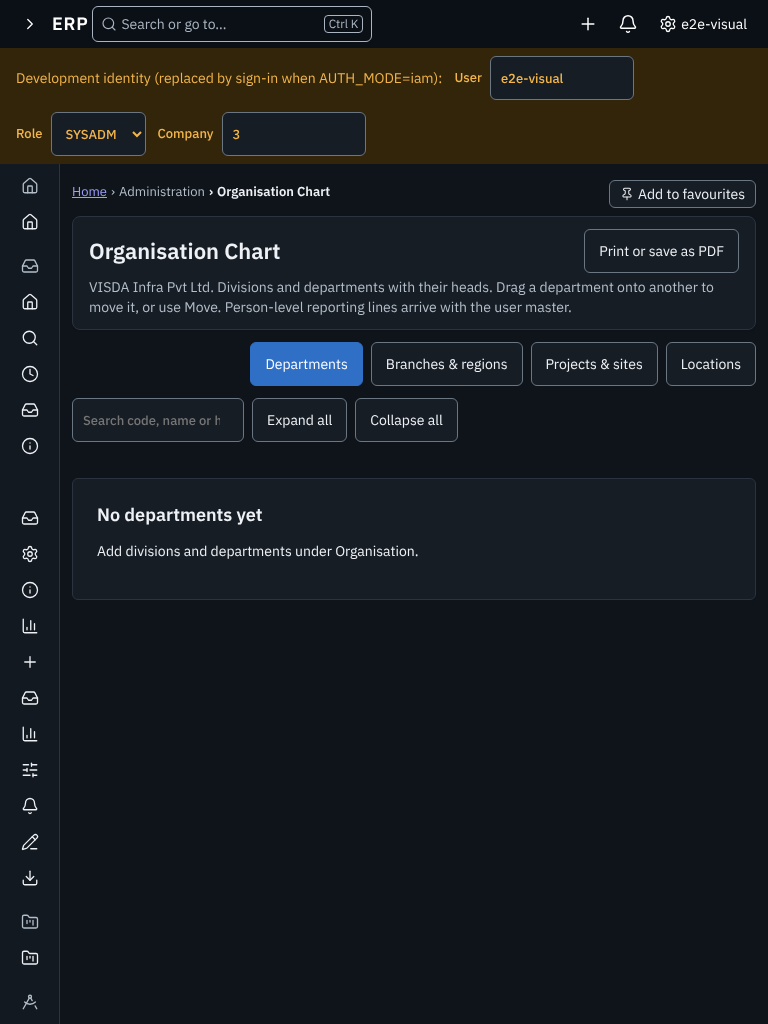 ERP
Search or go to...
Ctrl K
e2e-visual
Development identity (replaced by sign-in when AUTH_MODE=iam): User e2e-visual
Role SYSADM Company 3
Home › Administration › Organisation Chart
Add to favourites
Organisation Chart
Print or save as PDF
VISDA Infra Pvt Ltd. Divisions and departments with their heads. Drag a department onto another to
move it, or use Move. Person-level reporting lines arrive with the user master.
Departments
Branches & regions
Projects & sites
Locations
Search code, name or h
Expand all
Collapse all
No departments yet
Add divisions and departments under Organisation.